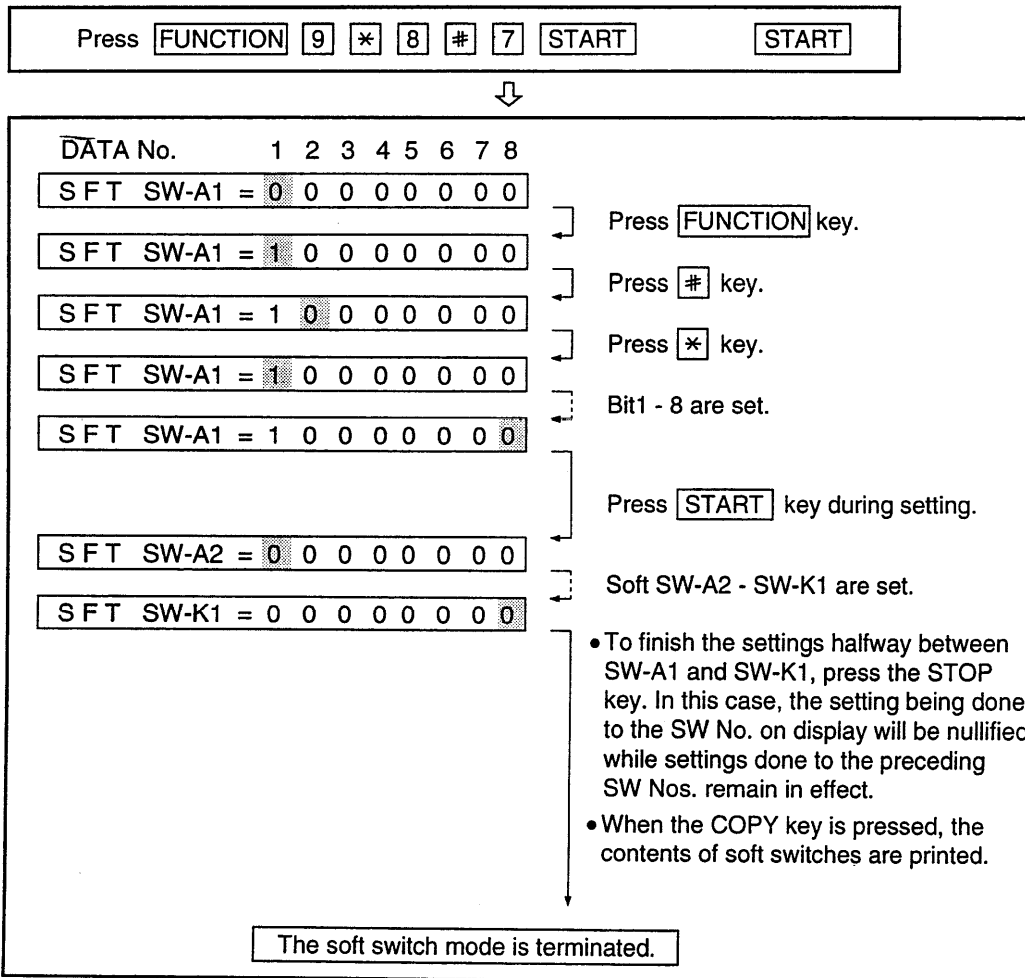 Press FUNCTION 9 * 8 # 7 START START
DATA No. 1 2 3 4 5 6 7 8
SFT SW-A1 = 0 0 0 0 0 0 0 0
Press FUNCTION key.
SFT SW-A1 = 1 0 0 0 0 0 0 0
Press # key.
SFT SW-A1 = 1 0 0 0 0 0 0 0
Press * key.
SFT SW-A1 = 1 0 0 0 0 0 0 0
Bit1 - 8 are set.
SFT SW-A1 = 1 0 0 0 0 0 0 0
Press START key during setting.
SFT SW-A2 = 0 0 0 0 0 0 0 0
Soft SW-A2 - SW-K1 are set.
SFT SW-K1 = 0 0 0 0 0 0 0 0
• To finish the settings halfway between
SW-A1 and SW-K1, press the STOP
key. In this case, the setting being done
to the SW No. on display will be nullified
while settings done to the preceding
SW Nos. remain in effect.
• When the COPY key is pressed, the
contents of soft switches are printed.
The soft switch mode is terminated.